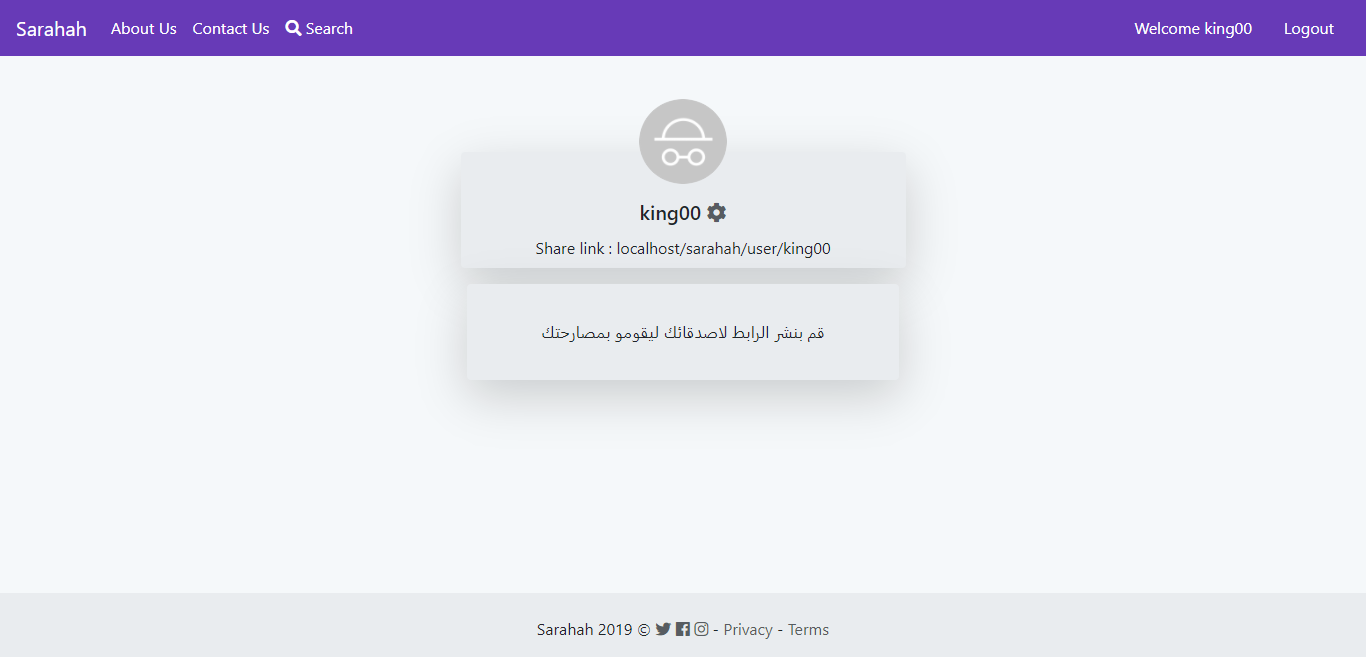 Sarahah About Us Contact Us Search Welcome king00 Logout
king00
Share link : localhost/sarahah/user/king00
قم بنشر الرابط لاصدقائك ليقومو بمصارحتك
Sarahah 2019 © - Privacy - Terms